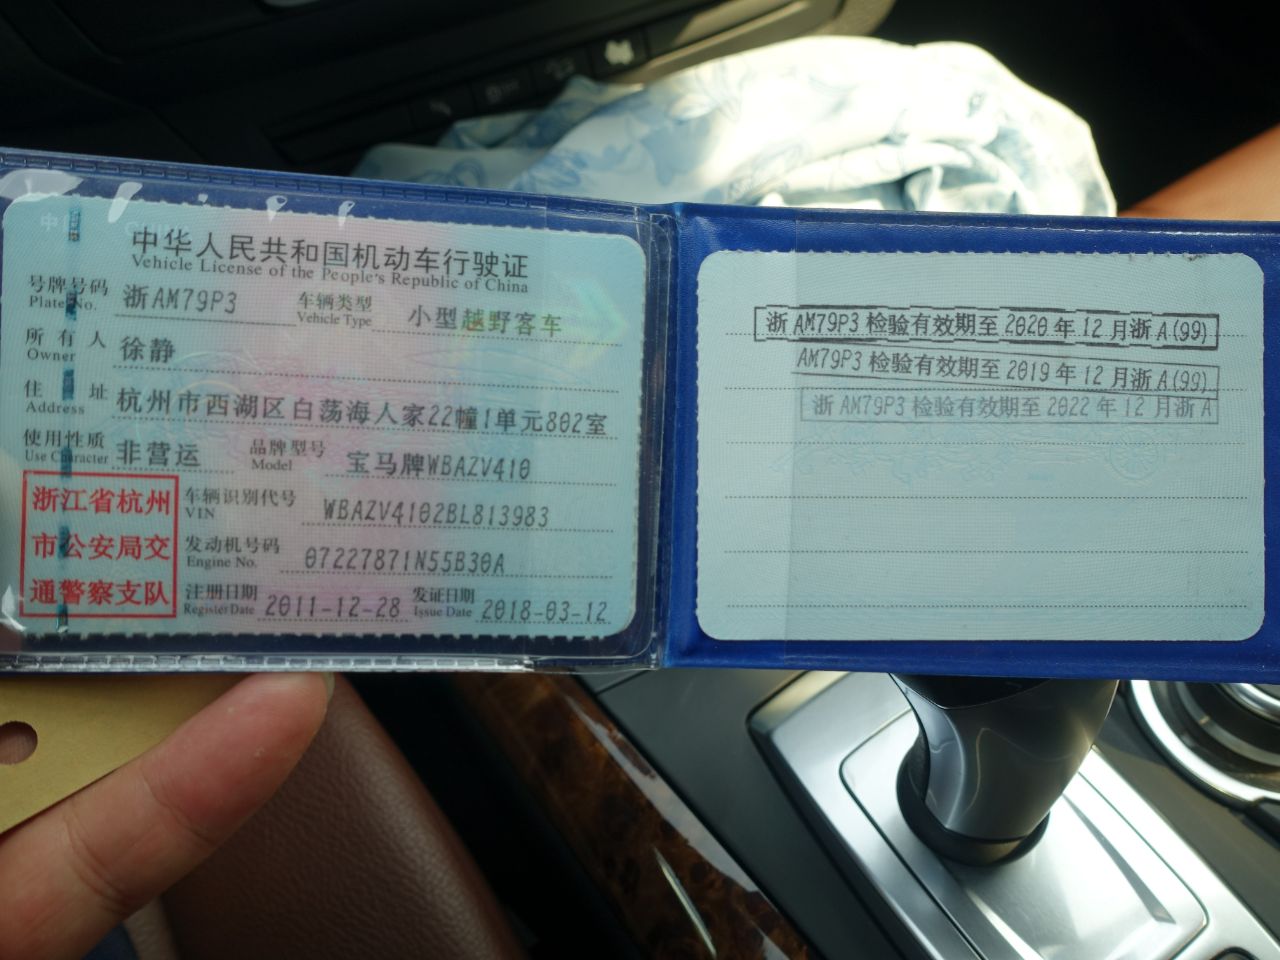 中华人民共和国机动车行驶证
Vehicle License of the People's Republic of China
号牌号码 浙AM79P3 车辆类型 小型越野客车
Plate No. Vehicle Type
所有人 徐静
Owner
住址 杭州市西湖区白荡海人家22幢1单元802室
Address
使用性质 非营运 品牌型号 宝马牌WBAZV410
Use Character Model
浙江省杭州
市公安局交
通警察支队
车辆识别代号 WBAZV4102BL813983
VIN
发动机号码 07227871N55B30A
Engine No.
注册日期 2011-12-28 发证日期 2018-03-12
Register Date Issue Date
浙AM79P3检验有效期至2020年12月浙A(99)
AM79P3检验有效期至2019年12月浙A(99)
浙AM79P3检验有效期至2022年12月浙A